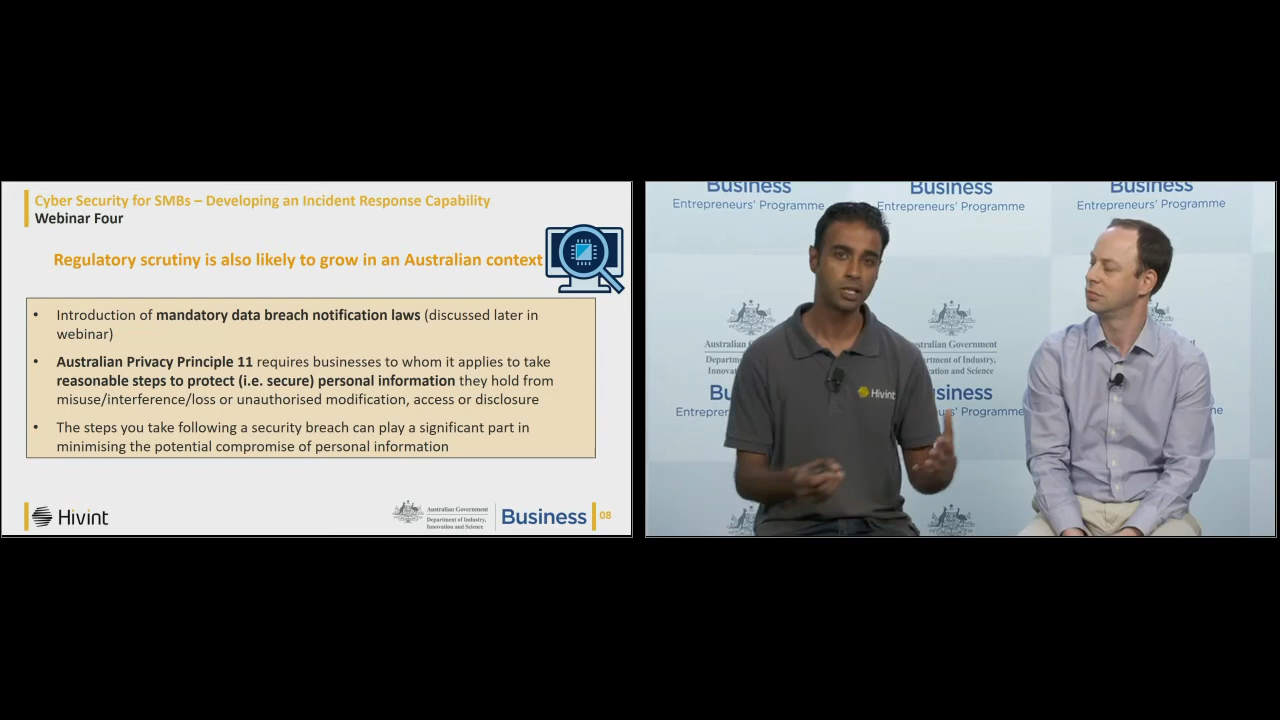 Cyber Security for SMBs – Developing an Incident Response Capability
Webinar Four
Regulatory scrutiny is also likely to grow in an Australian context
• Introduction of mandatory data breach notification laws (discussed later in
webinar)
• Australian Privacy Principle 11 requires businesses to whom it applies to take
reasonable steps to protect (i.e. secure) personal information they hold from
misuse/interference/loss or unauthorised modification, access or disclosure
• The steps you take following a security breach can play a significant part in
minimising the potential compromise of personal information
Hivint
Australian Government
Department of Industry,
Innovation and Science
Business
08
Business
Entrepreneurs' Programme
Business
Entrepreneurs' Programme
Business
Entrepreneurs' Programme
Australian Government
Australian Government
Hivint